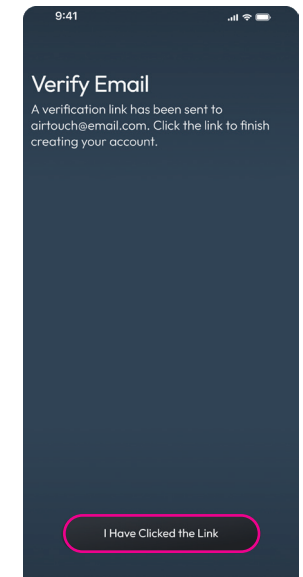 9:41
Verify Email
A verification link has been sent to
airtouch@email.com. Click the link to finish
creating your account.
I Have Clicked the Link